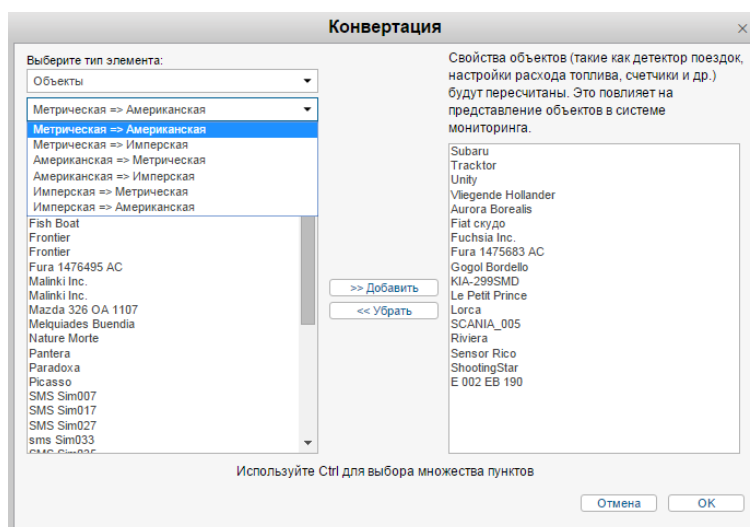 Конвертация
Выберите тип элемента:
Объекты
Метрическая => Американская
Метрическая => Американская
Метрическая => Имперская
Американская => Метрическая
Американская => Имперская
Имперская => Метрическая
Имперская => Американская
Fish Boat
Frontier
Frontier
Fura 1476495 AC
Malinki Inc.
Malinki Inc.
Mazda 326 OA 1107
Melquiades Buendia
Nature Morte
Pantera
Paradoxa
Picasso
SMS Sim007
SMS Sim017
SMS Sim027
sms Sim033
>> Добавить
<< Убрать
Свойства объектов (такие как детектор поездок,
настройки расхода топлива, счетчики и др.)
будут пересчитаны. Это повлияет на
представление объектов в системе
мониторинга.
Subaru
Tracktor
Unity
Vliegende Hollander
Aurora Borealis
Fiat скудо
Fuchsia Inc.
Fura 1475683 AC
Gogol Bordello
KIA-299SMD
Le Petit Prince
Lorca
SCANIA_005
Riviera
Sensor Rico
ShootingStar
E 002 EB 190
Используйте Ctrl для выбора множества пунктов
Отмена
OK